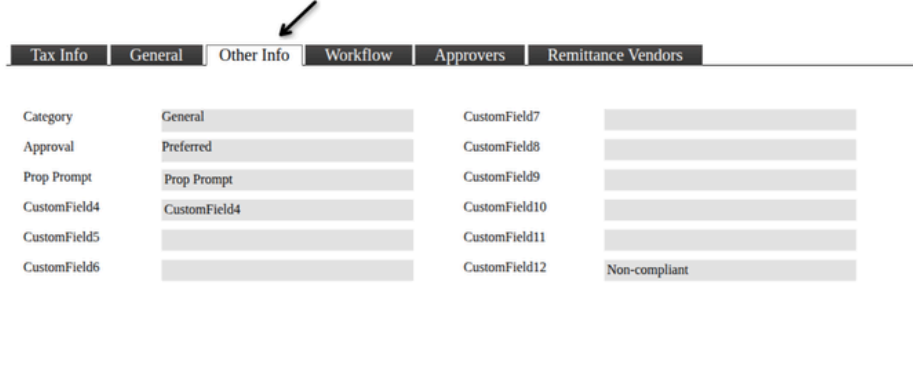 Tax Info General Other Info Workflow Approvers Remittance Vendors
Category General CustomField7
Approval Preferred CustomField8
Prop Prompt Prop Prompt CustomField9
CustomField4 CustomField4 CustomField10
CustomField5 CustomField11
CustomField6 CustomField12 Non-compliant